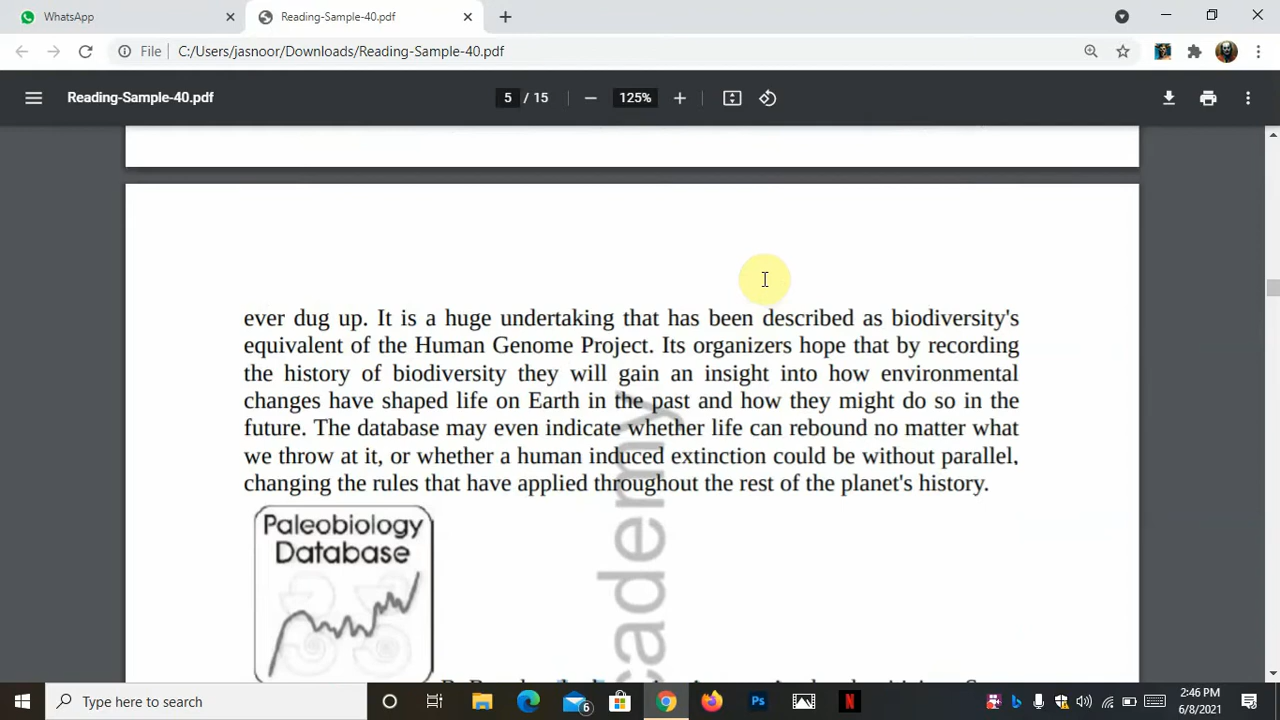 WhatsApp
Reading-Sample-40.pdf
File
C:/Users/jasnoor/Downloads/Reading-Sample-40.pdf
Reading-Sample-40.pdf
5 / 15
125%
ever dug up. It is a huge undertaking that has been described as biodiversity's
equivalent of the Human Genome Project. Its organizers hope that by recording
the history of biodiversity they will gain an insight into how environmental
changes have shaped life on Earth in the past and how they might do so in the
future. The database may even indicate whether life can rebound no matter what
we throw at it, or whether a human induced extinction could be without parallel,
changing the rules that have applied throughout the rest of the planet's history.
Paleobiology
Database
cademy
Type here to search
6
Ps
N
2:46 PM
6/8/2021